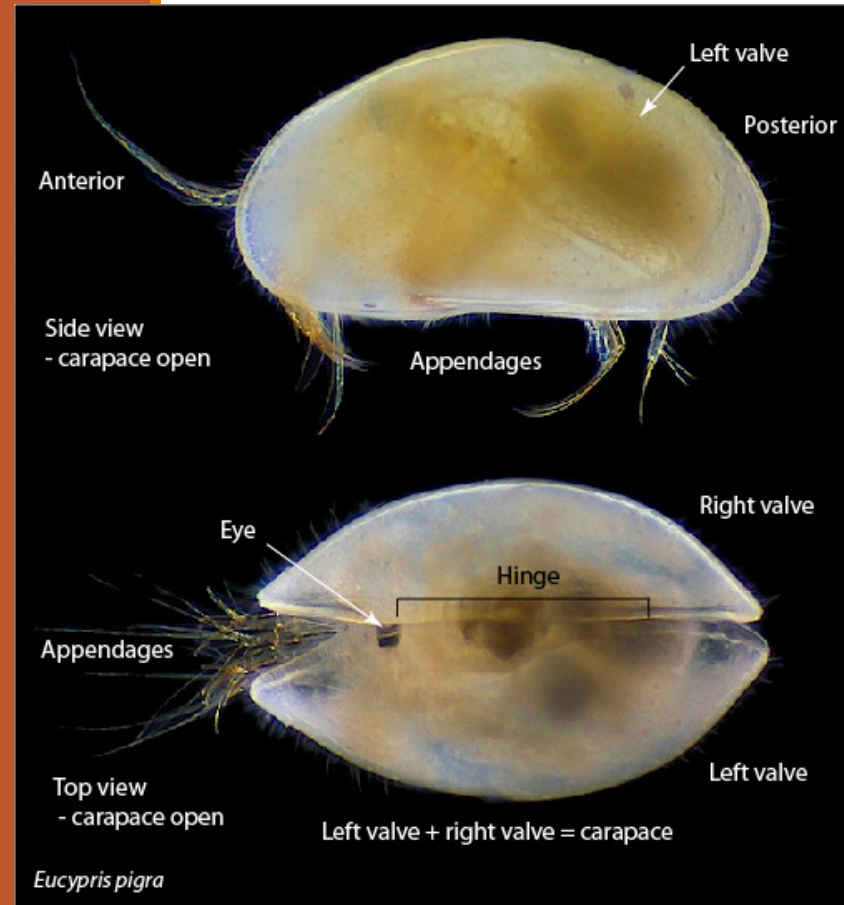 Left valve
Posterior
Anterior
Side view
- carapace open
Appendages
Right valve
Eye
Hinge
Appendages
Left valve
Top view
- carapace open
Left valve + right valve = carapace
Eucypris pigra